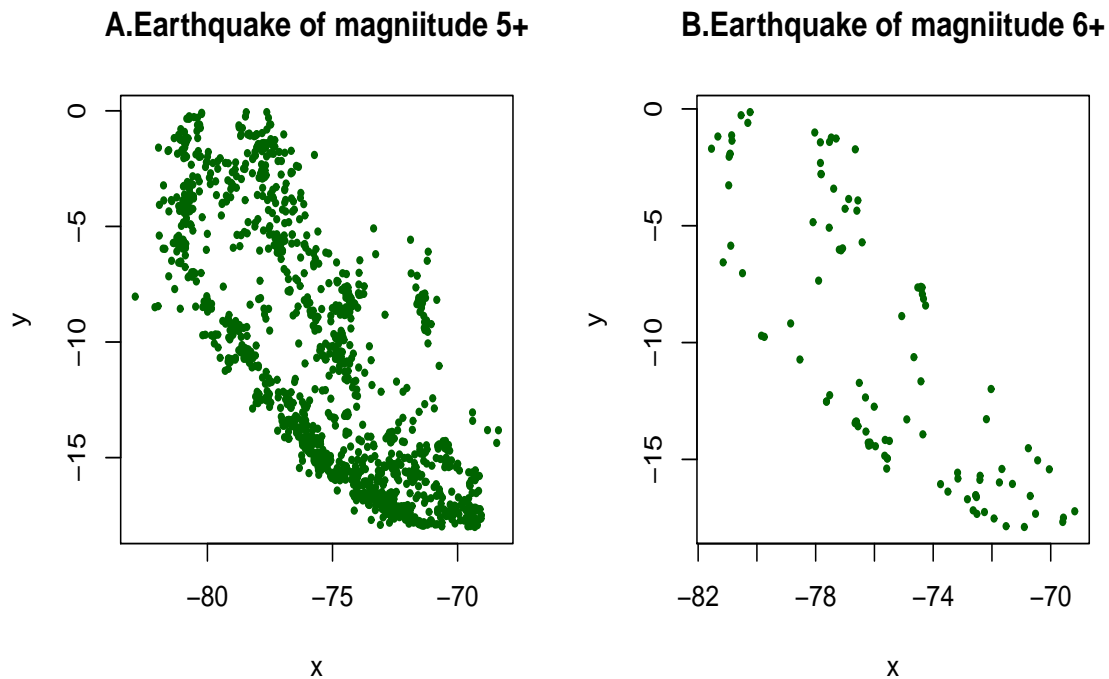 A.Earthquake of magniitude 5+
0
−5
−10
−15
y
−80 −75 −70
x
B.Earthquake of magniitude 6+
0
−5
−10
−15
y
−82 −78 −74 −70
x